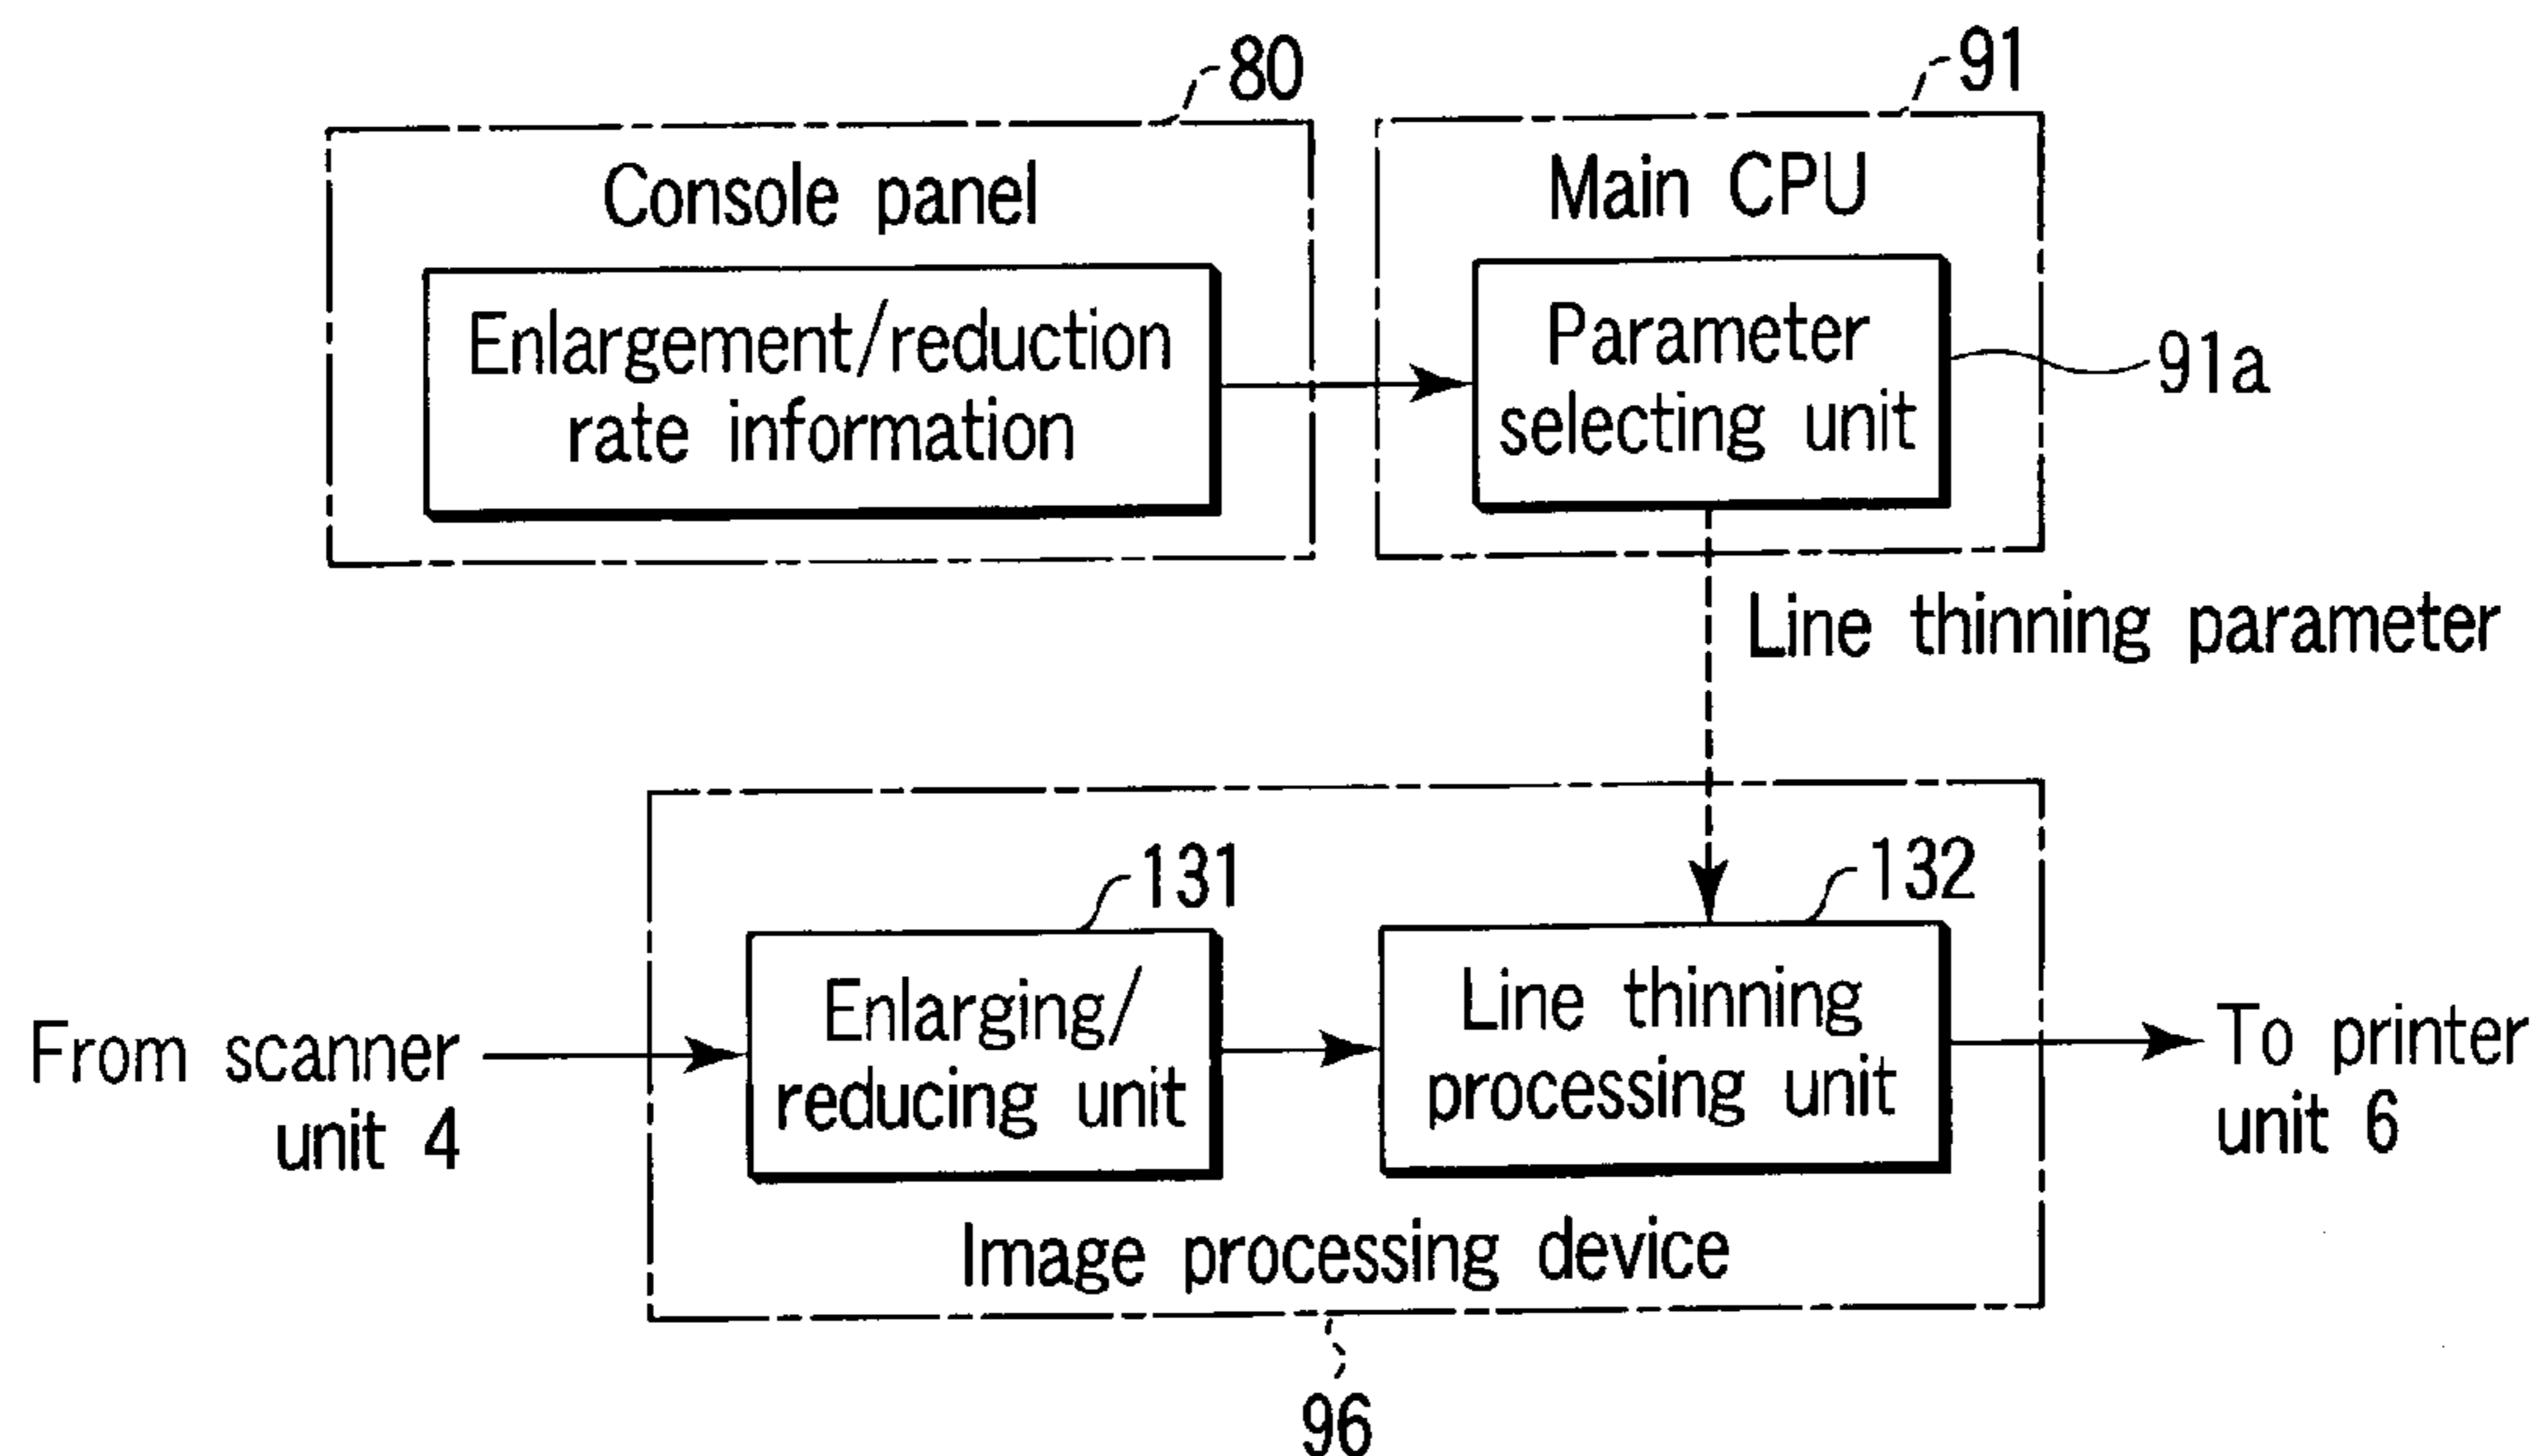 80
91
Console panel
Main CPU
Enlargement/reduction
rate information
Parameter
selecting unit
91a
Line thinning parameter
131
132
From scanner
unit 4
Enlarging/
reducing unit
Line thinning
processing unit
To printer
unit 6
Image processing device
96